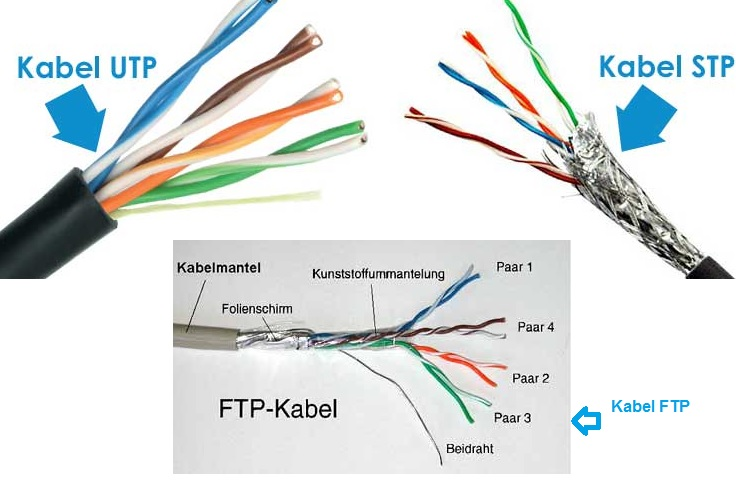 Kabel UTP
Kabel STP
Kabelmantel
Kunststoffummantelung
Paar 1
Folienschirm
Paar 4
Paar 2
FTP-Kabel
Paar 3
Kabel FTP
Beidraht